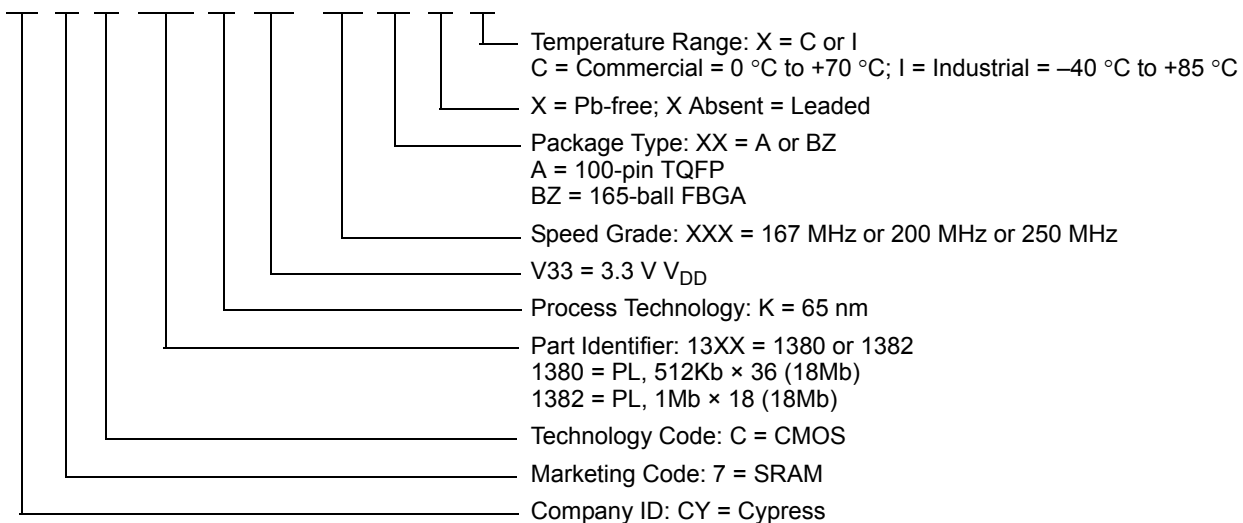 Temperature Range: X = C or I
C = Commercial = 0 °C to +70 °C; I = Industrial = –40 °C to +85 °C
X = Pb-free; X Absent = Leaded
Package Type: XX = A or BZ
A = 100-pin TQFP
BZ = 165-ball FBGA
Speed Grade: XXX = 167 MHz or 200 MHz or 250 MHz
V33 = 3.3 V VDD
Process Technology: K = 65 nm
Part Identifier: 13XX = 1380 or 1382
1380 = PL, 512Kb × 36 (18Mb)
1382 = PL, 1Mb × 18 (18Mb)
Technology Code: C = CMOS
Marketing Code: 7 = SRAM
Company ID: CY = Cypress